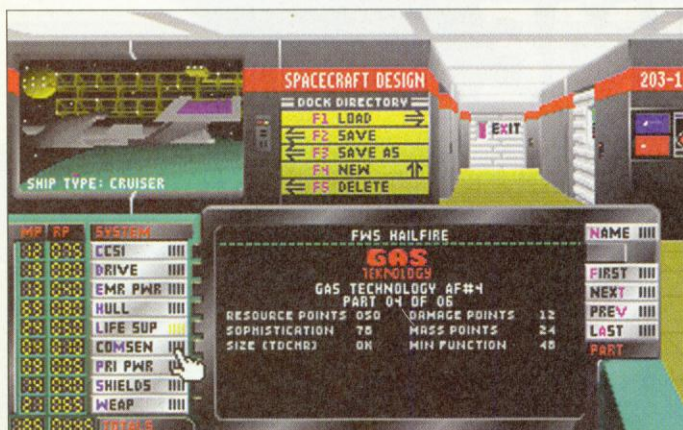 SPACECRAFT DESIGN
203-1
DOCK DIRECTORY
F1 LOAD
F2 SAVE
F3 SAVE AS
F4 NEW
F5 DELETE
EXIT
SHIP TYPE: CRUISER
MP RP SYSTEM
CCSI
DRIVE
EMR PWR
HULL
LIFE SUP
COMSEN
PRI PWR
SHIELDS
WEAP
TOTALS
FWS HAILFIRE
GAS
TEKNOLOGY
GAS TECHNOLOGY AF#4
PART 04 OF 06
RESOURCE POINTS 050 DAMAGE POINTS 12
SOPHISTICATION 78 MASS POINTS 24
SIZE (TDCMR) OK MIN FUNCTION 48
NAME
FIRST
NEXT
PREV
LAST
PART